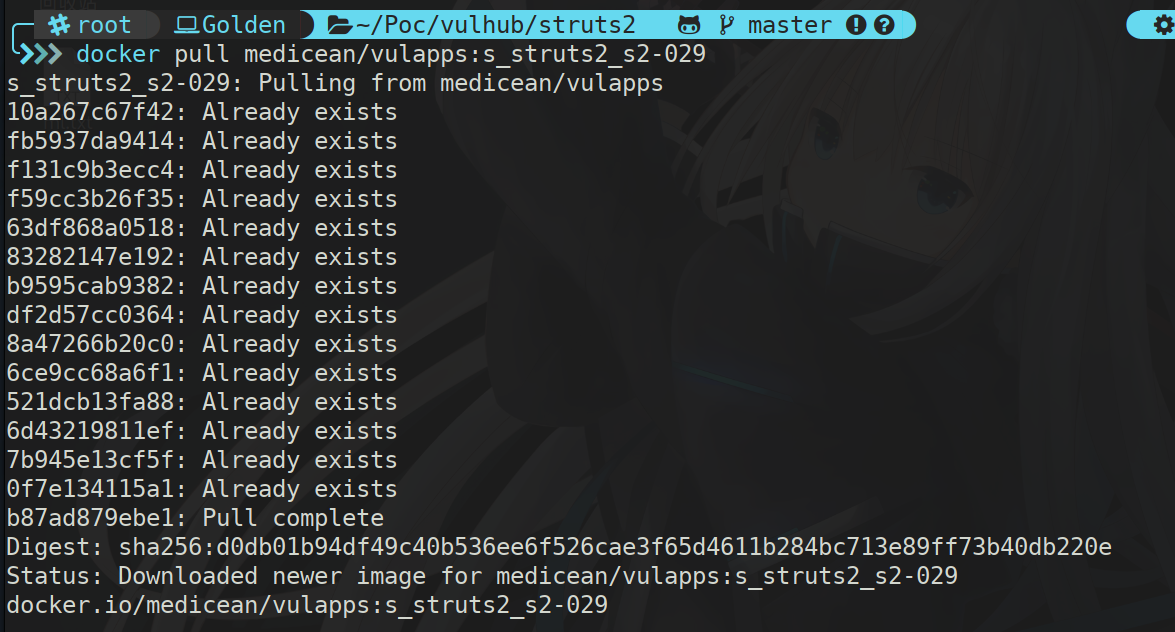 root Golden ~/Poc/vulhub/struts2 master
docker pull medicean/vulapps:s_struts2_s2-029
s_struts2_s2-029: Pulling from medicean/vulapps
10a267c67f42: Already exists
fb5937da9414: Already exists
f131c9b3ecc4: Already exists
f59cc3b26f35: Already exists
63df868a0518: Already exists
83282147e192: Already exists
b9595cab9382: Already exists
df2d57cc0364: Already exists
8a47266b20c0: Already exists
6ce9cc68a6f1: Already exists
521dcb13fa88: Already exists
6d43219811ef: Already exists
7b945e13cf5f: Already exists
0f7e134115a1: Already exists
b87ad879ebe1: Pull complete
Digest: sha256:d0db01b94df49c40b536ee6f526cae3f65d4611b284bc713e89ff73b40db220e
Status: Downloaded newer image for medicean/vulapps:s_struts2_s2-029
docker.io/medicean/vulapps:s_struts2_s2-029